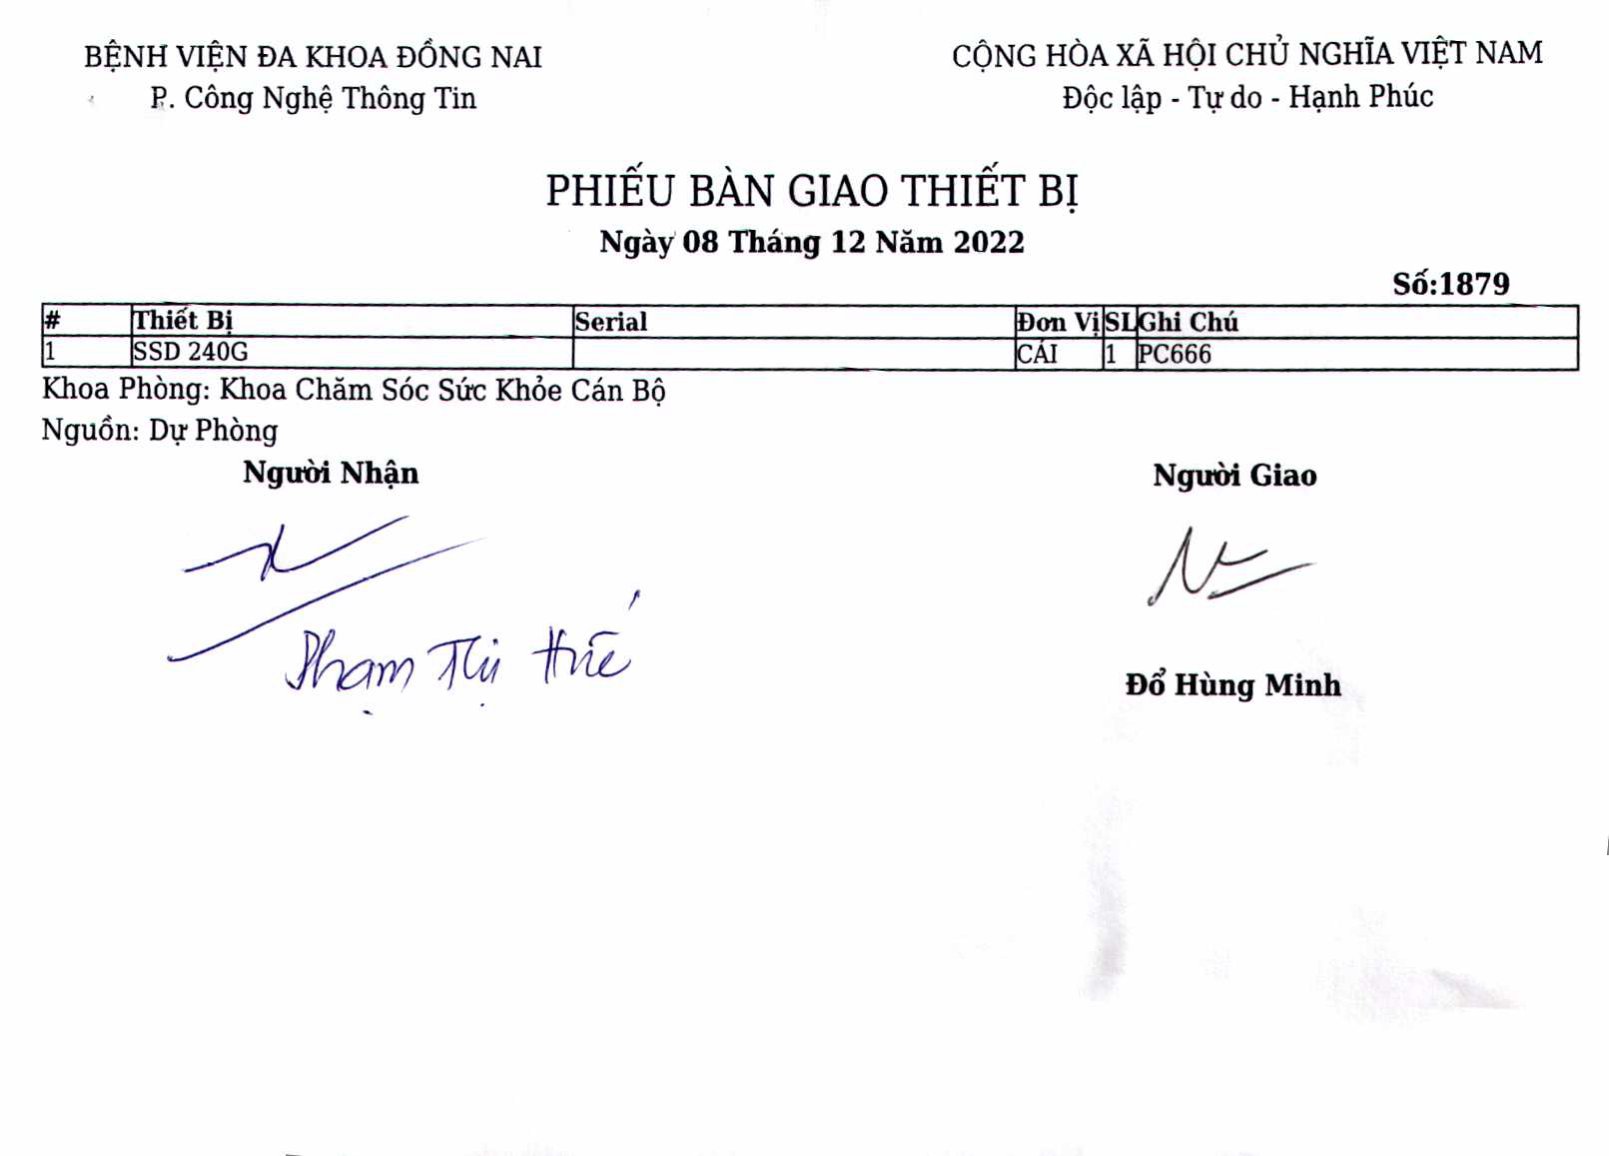 BỆNH VIỆN ĐA KHOA ĐỒNG NAI
P. Công Nghệ Thông Tin
CỘNG HÒA XÃ HỘI CHỦ NGHĨA VIỆT NAM
Độc lập - Tự do - Hạnh Phúc
PHIẾU BÀN GIAO THIẾT BỊ
Ngày 08 Tháng 12 Năm 2022
Số:1879
# Thiết Bị Serial Đơn Vị SL Ghi Chú
1 SSD 240G CÁI 1 PC666
Khoa Phòng: Khoa Chăm Sóc Sức Khỏe Cán Bộ
Nguồn: Dự Phòng
Người Nhận Người Giao
Phạm Thị Huế
Đổ Hùng Minh